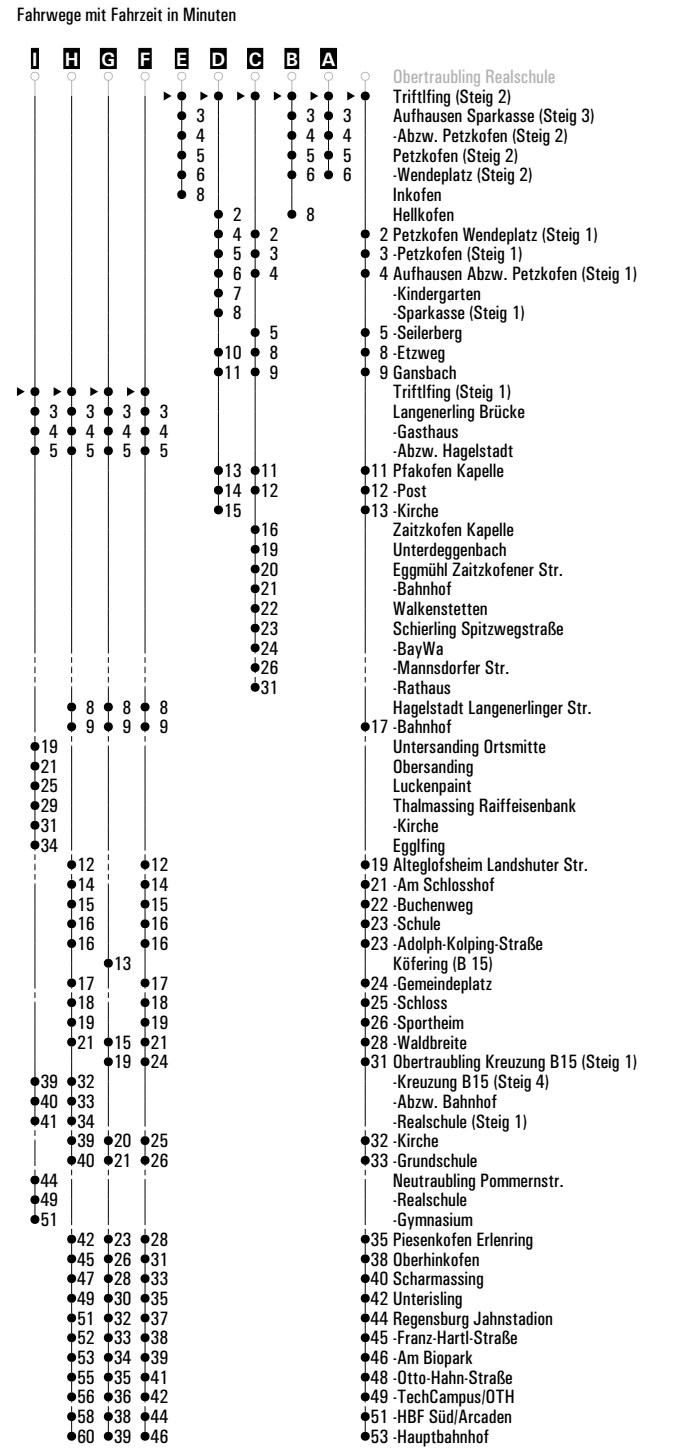 Fahrwege mit Fahrzeit in Minuten
I H G F E D C B A
Obertraubling Realschule
Triftlfing (Steig 2)
3 3 3 Aufhausen Sparkasse (Steig 3)
4 4 4 -Abzw. Petzkofen (Steig 2)
5 5 5 Petzkofen (Steig 2)
6 6 6 -Wendeplatz (Steig 2)
8 Inkofen
2 8 Hellkofen
4 2 2 Petzkofen Wendeplatz (Steig 1)
5 3 3 -Petzkofen (Steig 1)
6 4 4 Aufhausen Abzw. Petzkofen (Steig 1)
7 -Kindergarten
8 -Sparkasse (Steig 1)
5 5 -Seilerberg
10 8 8 -Etzweg
11 9 9 Gansbach
Triftlfing (Steig 1)
3 3 3 3 Langenerling Brücke
4 4 4 4 -Gasthaus
5 5 5 5 -Abzw. Hagelstadt
13 11 11 Pfakofen Kapelle
14 12 12 -Post
15 13 -Kirche
16 Zaitzkofen Kapelle
19 Unterdeggenbach
20 Eggmühl Zaitzkofener Str.
21 -Bahnhof
22 Walkenstetten
23 Schierling Spitzwegstraße
24 -BayWa
26 -Mannsdorfer Str.
31 -Rathaus
8 8 8 Hagelstadt Langenerlinger Str.
9 9 9 17 -Bahnhof
19 Untersanding Ortsmitte
21 Obersanding
25 Luckenpaint
29 Thalmassing Raiffeisenbank
31 -Kirche
34 Egglfing
12 12 19 Alteglofsheim Landshuter Str.
14 14 21 -Am Schlosshof
15 15 22 -Buchenweg
16 16 23 -Schule
16 16 23 -Adolph-Kolping-Straße
13 Köfering (B 15)
17 17 24 -Gemeindeplatz
18 18 25 -Schloss
19 19 26 -Sportheim
21 15 21 28 -Waldbreite
19 24 31 Obertraubling Kreuzung B15 (Steig 1)
39 32 -Kreuzung B15 (Steig 4)
40 33 -Abzw. Bahnhof
41 34 -Realschule (Steig 1)
39 20 25 32 -Kirche
40 21 26 33 -Grundschule
44 Neutraubling Pommernstr.
49 -Realschule
51 -Gymnasium
42 23 28 35 Piesenkofen Erlenring
45 26 31 38 Oberhinkofen
47 28 33 40 Scharmassing
49 30 35 42 Unterisling
51 32 37 44 Regensburg Jahnstadion
52 33 38 45 -Franz-Hartl-Straße
53 34 39 46 -Am Biopark
55 35 41 48 -Otto-Hahn-Straße
56 36 42 49 -TechCampus/OTH
58 38 44 51 -HBF Süd/Arcaden
60 39 46 53 -Hauptbahnhof